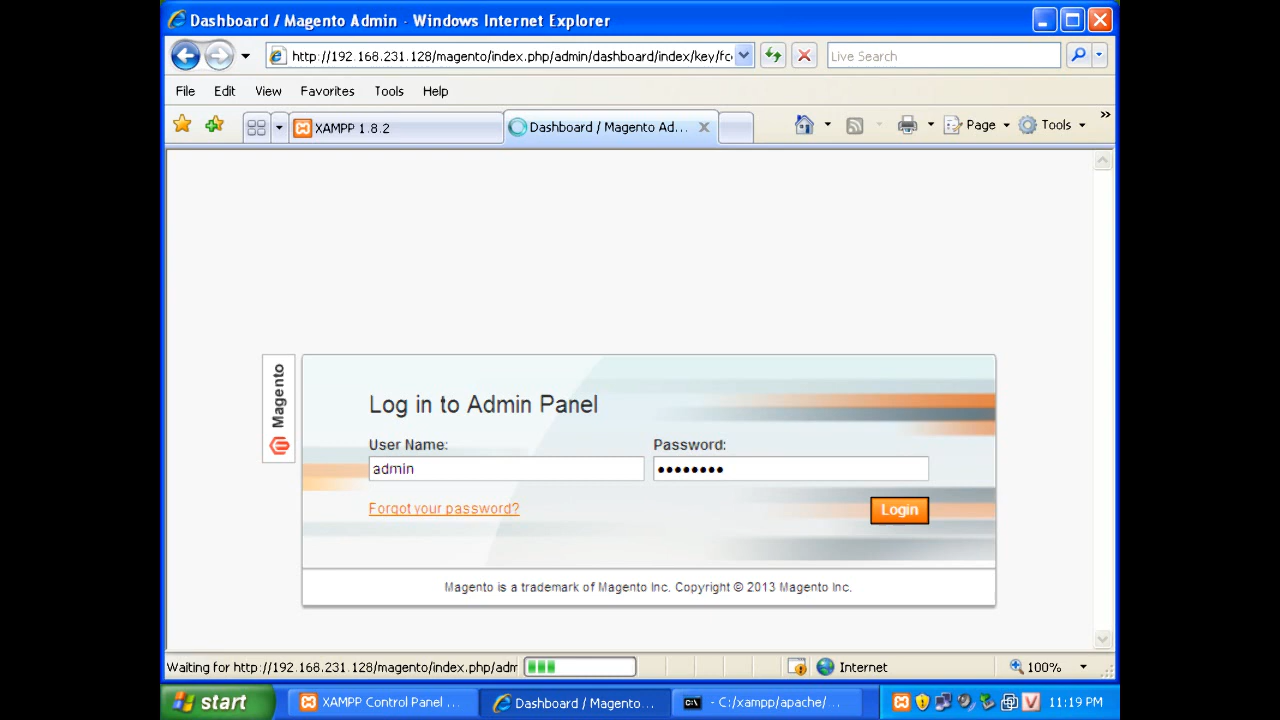 Dashboard / Magento Admin - Windows Internet Explorer
http://192.168.231.128/magento/index.php/admin/dashboard/index/key/fc
Live Search
File Edit View Favorites Tools Help
XAMPP 1.8.2
Dashboard / Magento Ad...
Page
Tools
Magento
Log in to Admin Panel
User Name:
Password:
admin
••••••••
Forgot your password?
Login
Magento is a trademark of Magento Inc. Copyright © 2013 Magento Inc.
Waiting for http://192.168.231.128/magento/index.php/adm
Internet
100%
start
XAMPP Control Panel ...
Dashboard / Magento...
- C:/xampp/apache/...
11:19 PM